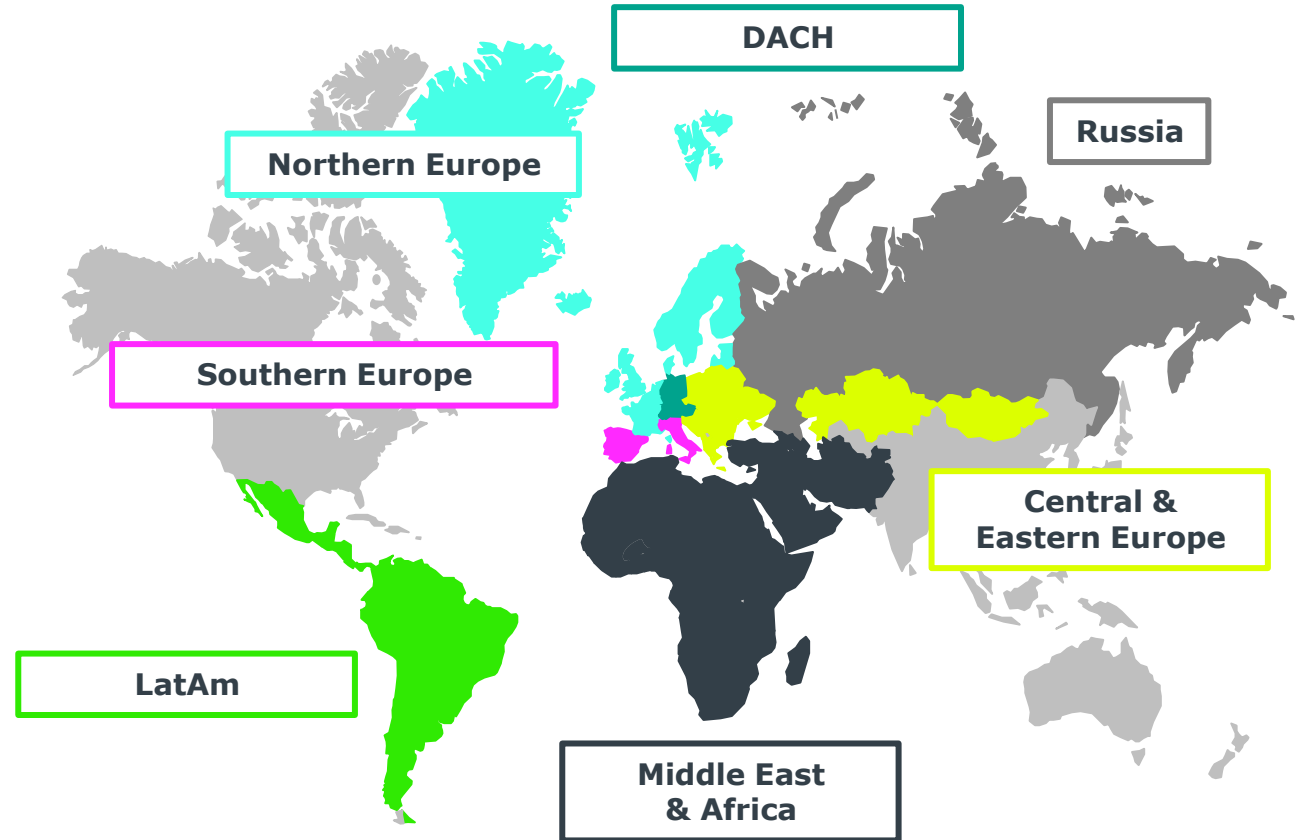 DACH
Russia
Northern Europe
Southern Europe
Central &
Eastern Europe
LatAm
Middle East
& Africa